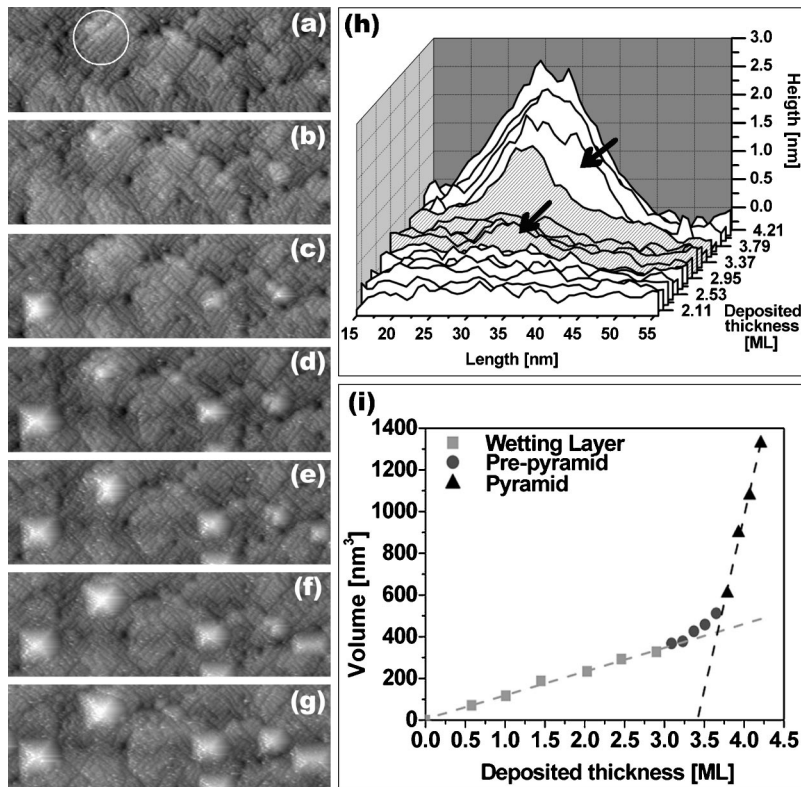 (a)
(b)
(c)
(d)
(e)
(f)
(g)
(h)
3.0
2.5
2.0
1.5
1.0
0.5
0.0
Heigth [nm]
4.21
3.79
3.37
2.95
2.53
2.11
Deposited
thickness
[ML]
15 20 25 30 35 40 45 50 55
Length [nm]
(i)
Wetting Layer
Pre-pyramid
Pyramid
1400
1200
1000
800
600
400
200
0
Volume [nm³]
0.0 0.5 1.0 1.5 2.0 2.5 3.0 3.5 4.0 4.5
Deposited thickness [ML]